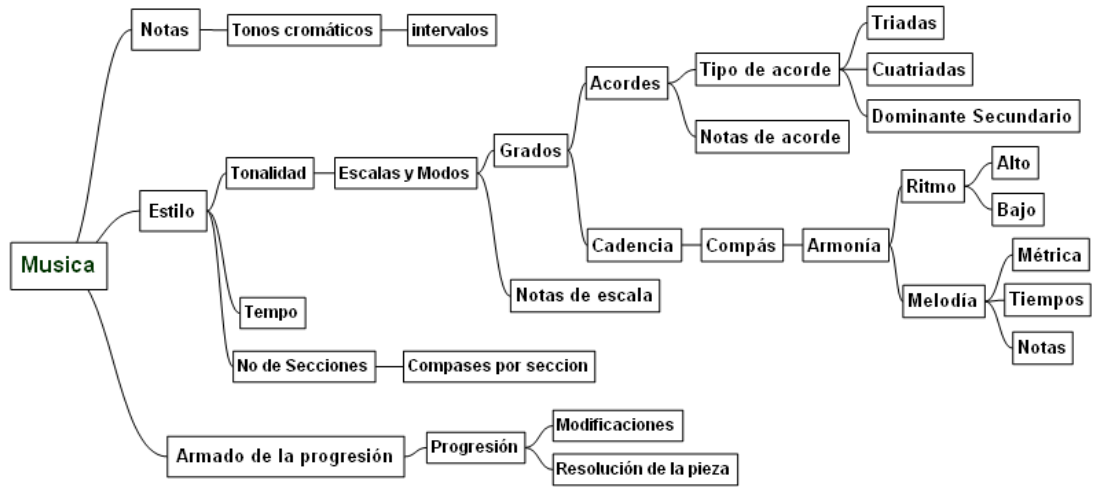 Musica
Notas
Tonos cromáticos
intervalos
Estilo
Tonalidad
Escalas y Modos
Grados
Acordes
Tipo de acorde
Triadas
Cuatriadas
Dominante Secundario
Notas de acorde
Cadencia
Compás
Armonía
Ritmo
Alto
Bajo
Melodía
Métrica
Tiempos
Notas
Notas de escala
Tempo
No de Secciones
Compases por seccion
Armado de la progresión
Progresión
Modificaciones
Resolución de la pieza